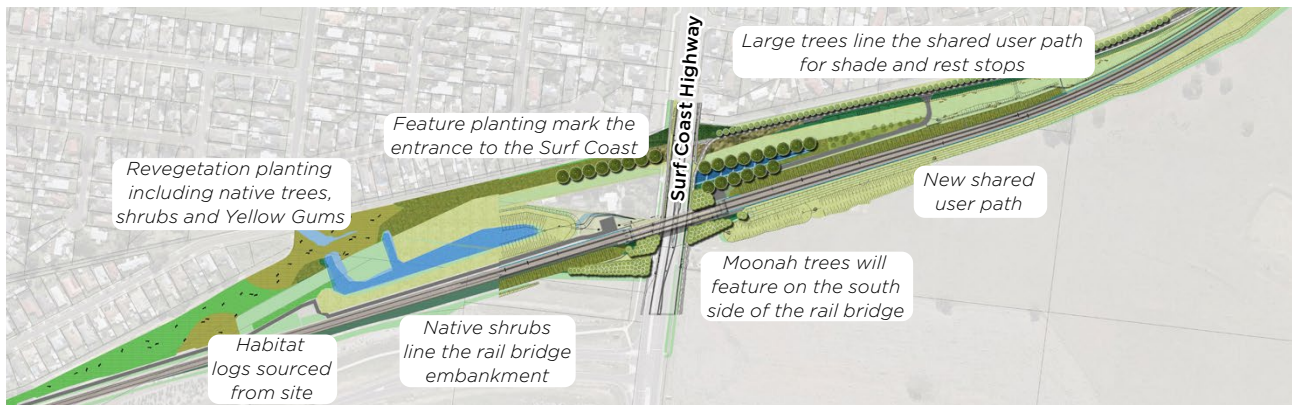 Surf Coast Highway
Large trees line the shared user path
for shade and rest stops
Feature planting mark the
entrance to the Surf Coast
Revegetation planting
including native trees,
shrubs and Yellow Gums
New shared
user path
Moonah trees will
feature on the south
side of the rail bridge
Native shrubs
line the rail bridge
embankment
Habitat
logs sourced
from site